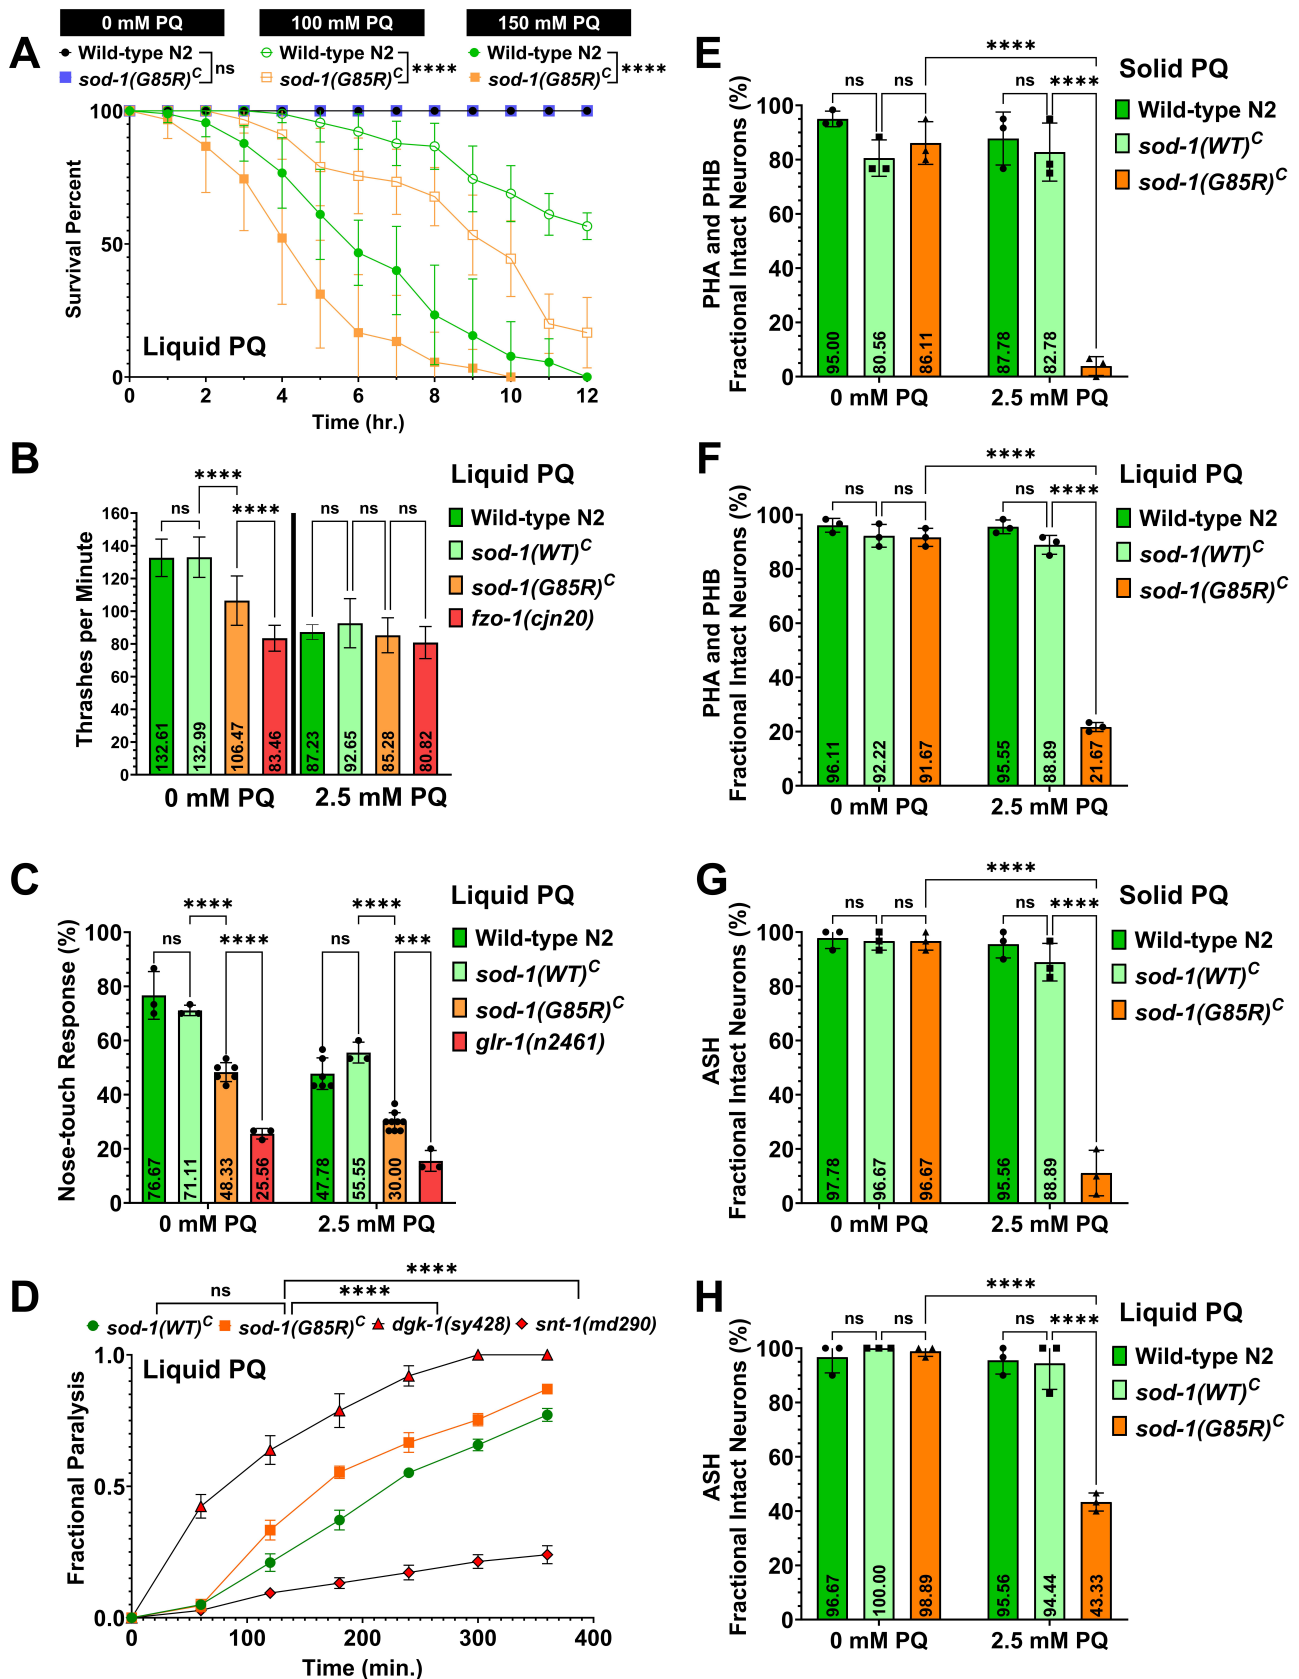 A
0 mM PQ
100 mM PQ
150 mM PQ
Wild-type N2
sod-1(G85R)C
ns
Wild-type N2
sod-1(G85R)C
****
Wild-type N2
sod-1(G85R)C
****
Survival Percent
100
50
0
Liquid PQ
0 2 4 6 8 10 12
Time (hr.)
B
Liquid PQ
Wild-type N2
sod-1(WT)C
sod-1(G85R)C
fzo-1(cjn20)
****
ns
****
ns
ns
ns
Thrashes per Minute
160
140
120
100
80
60
40
20
0
132.61
132.99
106.47
83.46
87.23
92.65
85.28
80.82
0 mM PQ
2.5 mM PQ
C
Liquid PQ
Wild-type N2
sod-1(WT)C
sod-1(G85R)C
glr-1(n2461)
****
****
ns
****
ns
***
Nose-touch Response (%)
100
80
60
40
20
0
76.67
71.11
48.33
25.56
47.78
55.55
30.00
15.55
0 mM PQ
2.5 mM PQ
D
****
ns
****
sod-1(WT)C
sod-1(G85R)C
dgk-1(sy428)
snt-1(md290)
Liquid PQ
Fractional Paralysis
1.0
0.5
0.0
0 100 200 300 400
Time (min.)
E
Solid PQ
Wild-type N2
sod-1(WT)C
sod-1(G85R)C
****
ns
ns
ns
****
PHA and PHB
Fractional Intact Neurons (%)
100
80
60
40
20
0
95.00
80.56
86.11
87.78
82.78
0 mM PQ
2.5 mM PQ
F
Liquid PQ
Wild-type N2
sod-1(WT)C
sod-1(G85R)C
****
ns
ns
ns
****
PHA and PHB
Fractional Intact Neurons (%)
100
80
60
40
20
0
96.11
92.22
91.67
95.55
88.89
21.67
0 mM PQ
2.5 mM PQ
G
Solid PQ
Wild-type N2
sod-1(WT)C
sod-1(G85R)C
****
ns
ns
ns
****
ASH
Fractional Intact Neurons (%)
100
80
60
40
20
0
97.78
96.67
96.67
95.56
88.89
0 mM PQ
2.5 mM PQ
H
Liquid PQ
Wild-type N2
sod-1(WT)C
sod-1(G85R)C
****
ns
ns
ns
****
ASH
Fractional Intact Neurons (%)
100
80
60
40
20
0
96.67
100.00
98.89
95.56
94.44
43.33
0 mM PQ
2.5 mM PQ